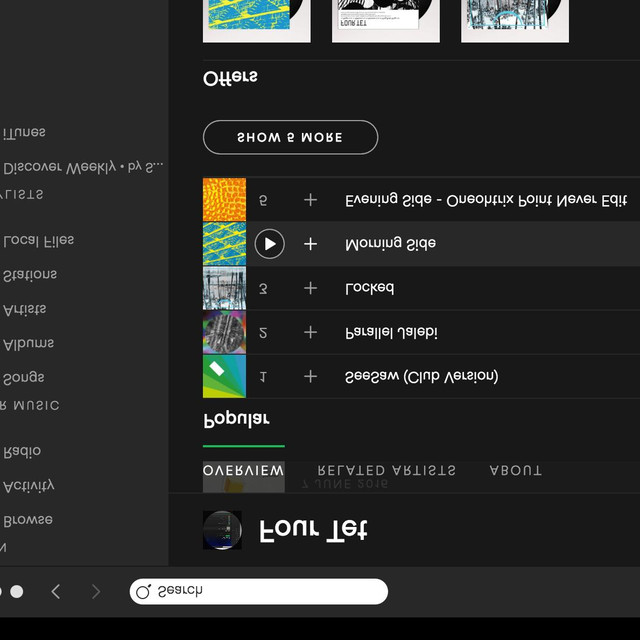 Search
Four Tet
7 JUNE 2016
OVERVIEW RELATED ARTISTS ABOUT
Popular
1 + SeeSaw (Club Version)
2 + Parallel Jalebi
3 + Locked
+ Morning Side
5 + Evening Side - Oneohtrix Point Never Edit
SHOW 5 MORE
Offers
FOUR TET
N
Browse
Activity
Radio
R MUSIC
Songs
Albums
Artists
Stations
Local Files
YLISTS
Discover Weekly • by S...
iTunes